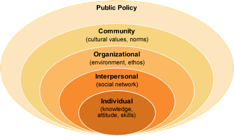 Public Policy
Community
(cultural values, norms)
Organizational
(environment, ethos)
Interpersonal
(social network)
Individual
(knowledge,
attitude, skills)